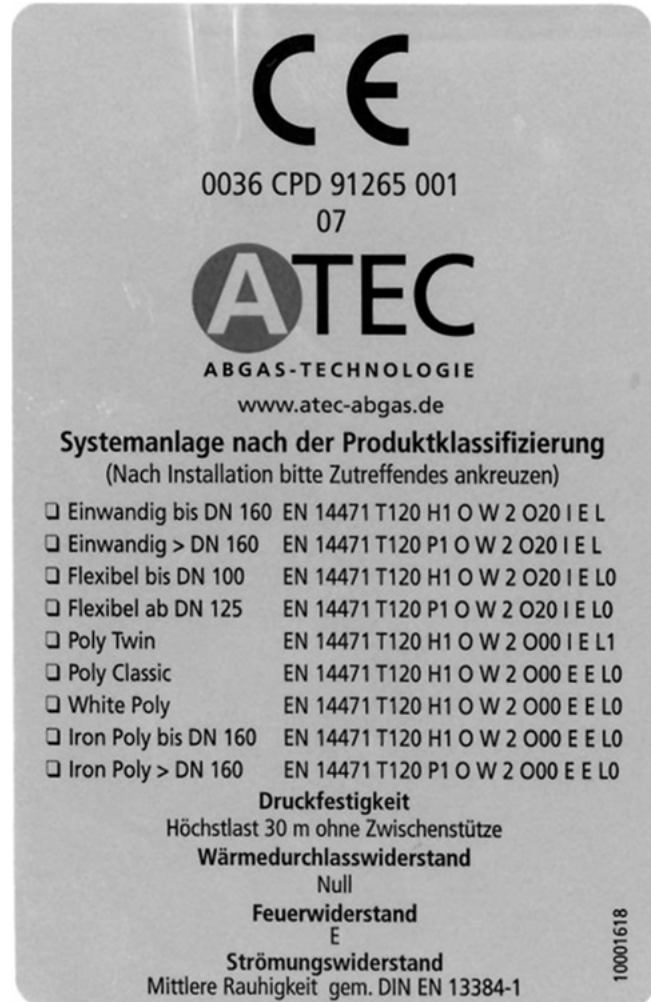 CE
0036 CPD 91265 001
07
ATEC
ABGAS-TECHNOLOGIE
www.atec-abgas.de
Systemanlage nach der Produktklassifizierung
(Nach Installation bitte Zutreffendes ankreuzen)
❏ Einwandig bis DN 160 EN 14471 T120 H1 O W 2 O20 I E L
❏ Einwandig > DN 160 EN 14471 T120 P1 O W 2 O20 I E L
❏ Flexibel bis DN 100 EN 14471 T120 H1 O W 2 O20 I E L0
❏ Flexibel ab DN 125 EN 14471 T120 P1 O W 2 O20 I E L0
❏ Poly Twin EN 14471 T120 H1 O W 2 O00 I E L1
❏ Poly Classic EN 14471 T120 H1 O W 2 O00 E E L0
❏ White Poly EN 14471 T120 H1 O W 2 O00 E E L0
❏ Iron Poly bis DN 160 EN 14471 T120 H1 O W 2 O00 E E L0
❏ Iron Poly > DN 160 EN 14471 T120 P1 O W 2 O00 E E L0
Druckfestigkeit
Höchstlast 30 m ohne Zwischenstütze
Wärmedurchlasswiderstand
Null
Feuerwiderstand
E
Strömungswiderstand
Mittlere Rauhigkeit gem. DIN EN 13384-1
10001618